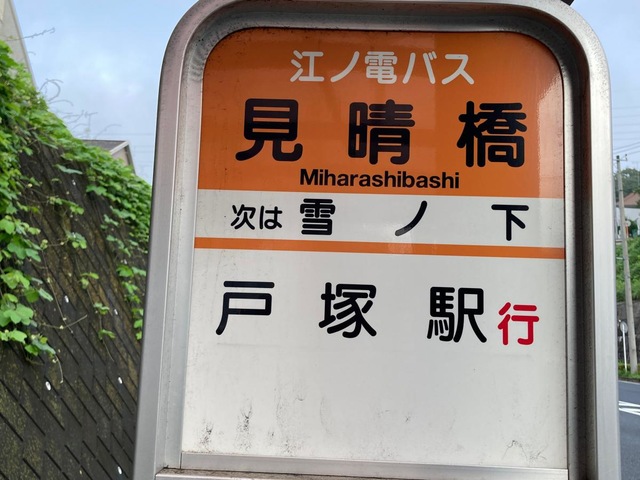 江ノ電バス
見晴橋
Miharashibashi
次は 雪ノ下
戸塚駅行